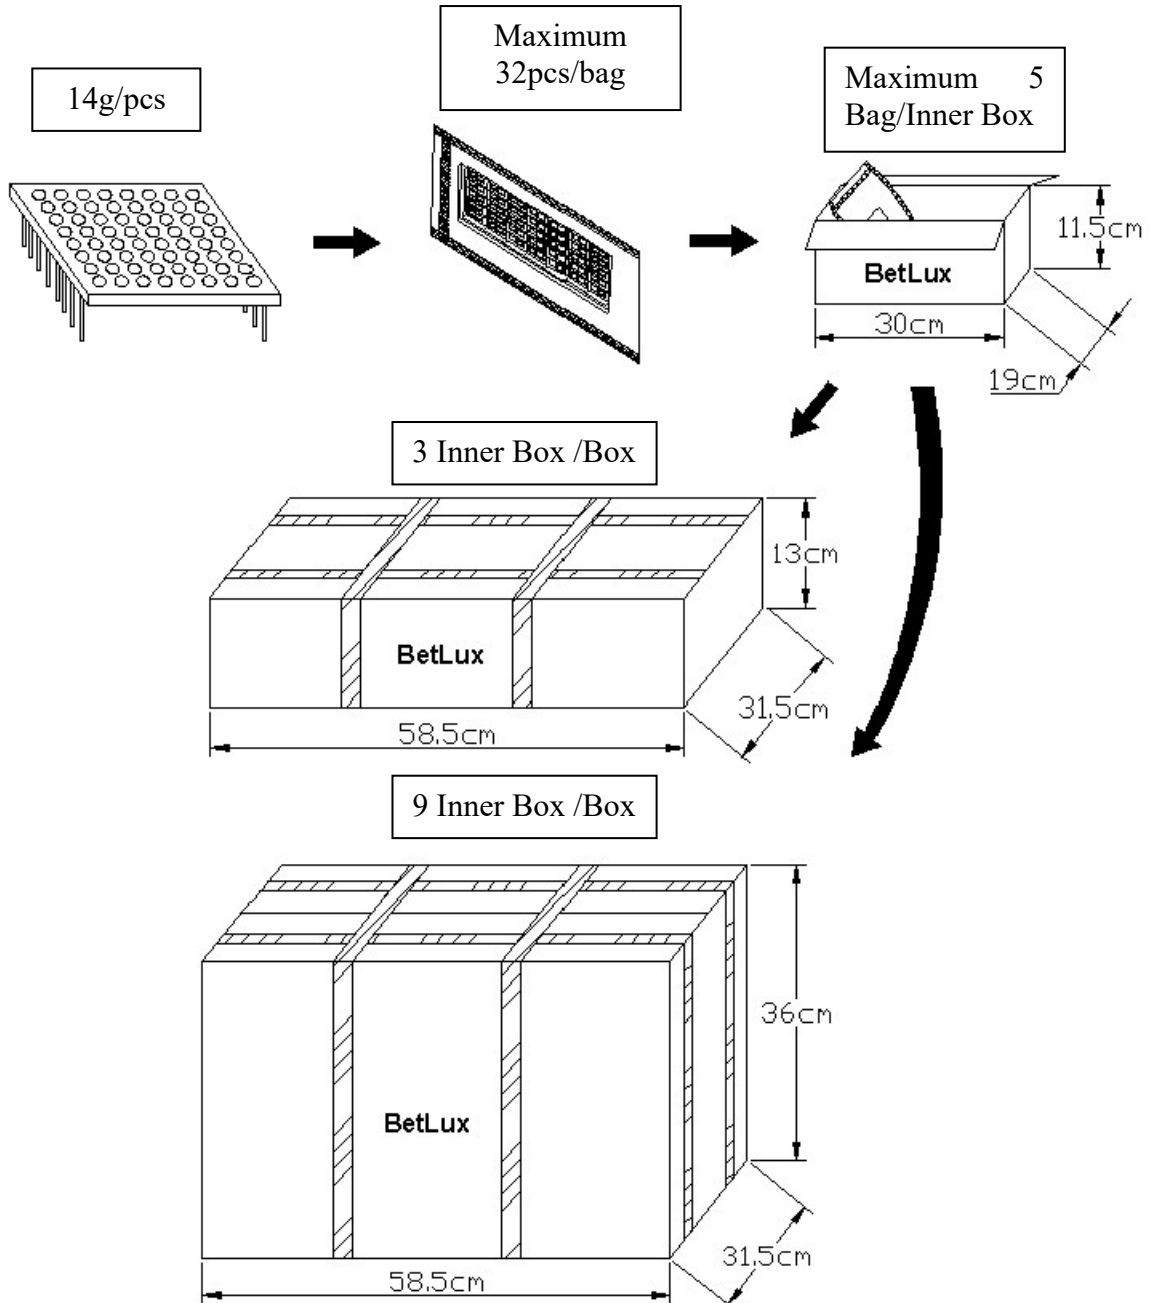 14g/pcs
Maximum
32pcs/bag
Maximum 5
Bag/Inner Box
BetLux
11.5cm
30cm
19cm
3 Inner Box /Box
BetLux
13cm
31.5cm
58.5cm
9 Inner Box /Box
BetLux
36cm
31.5cm
58.5cm